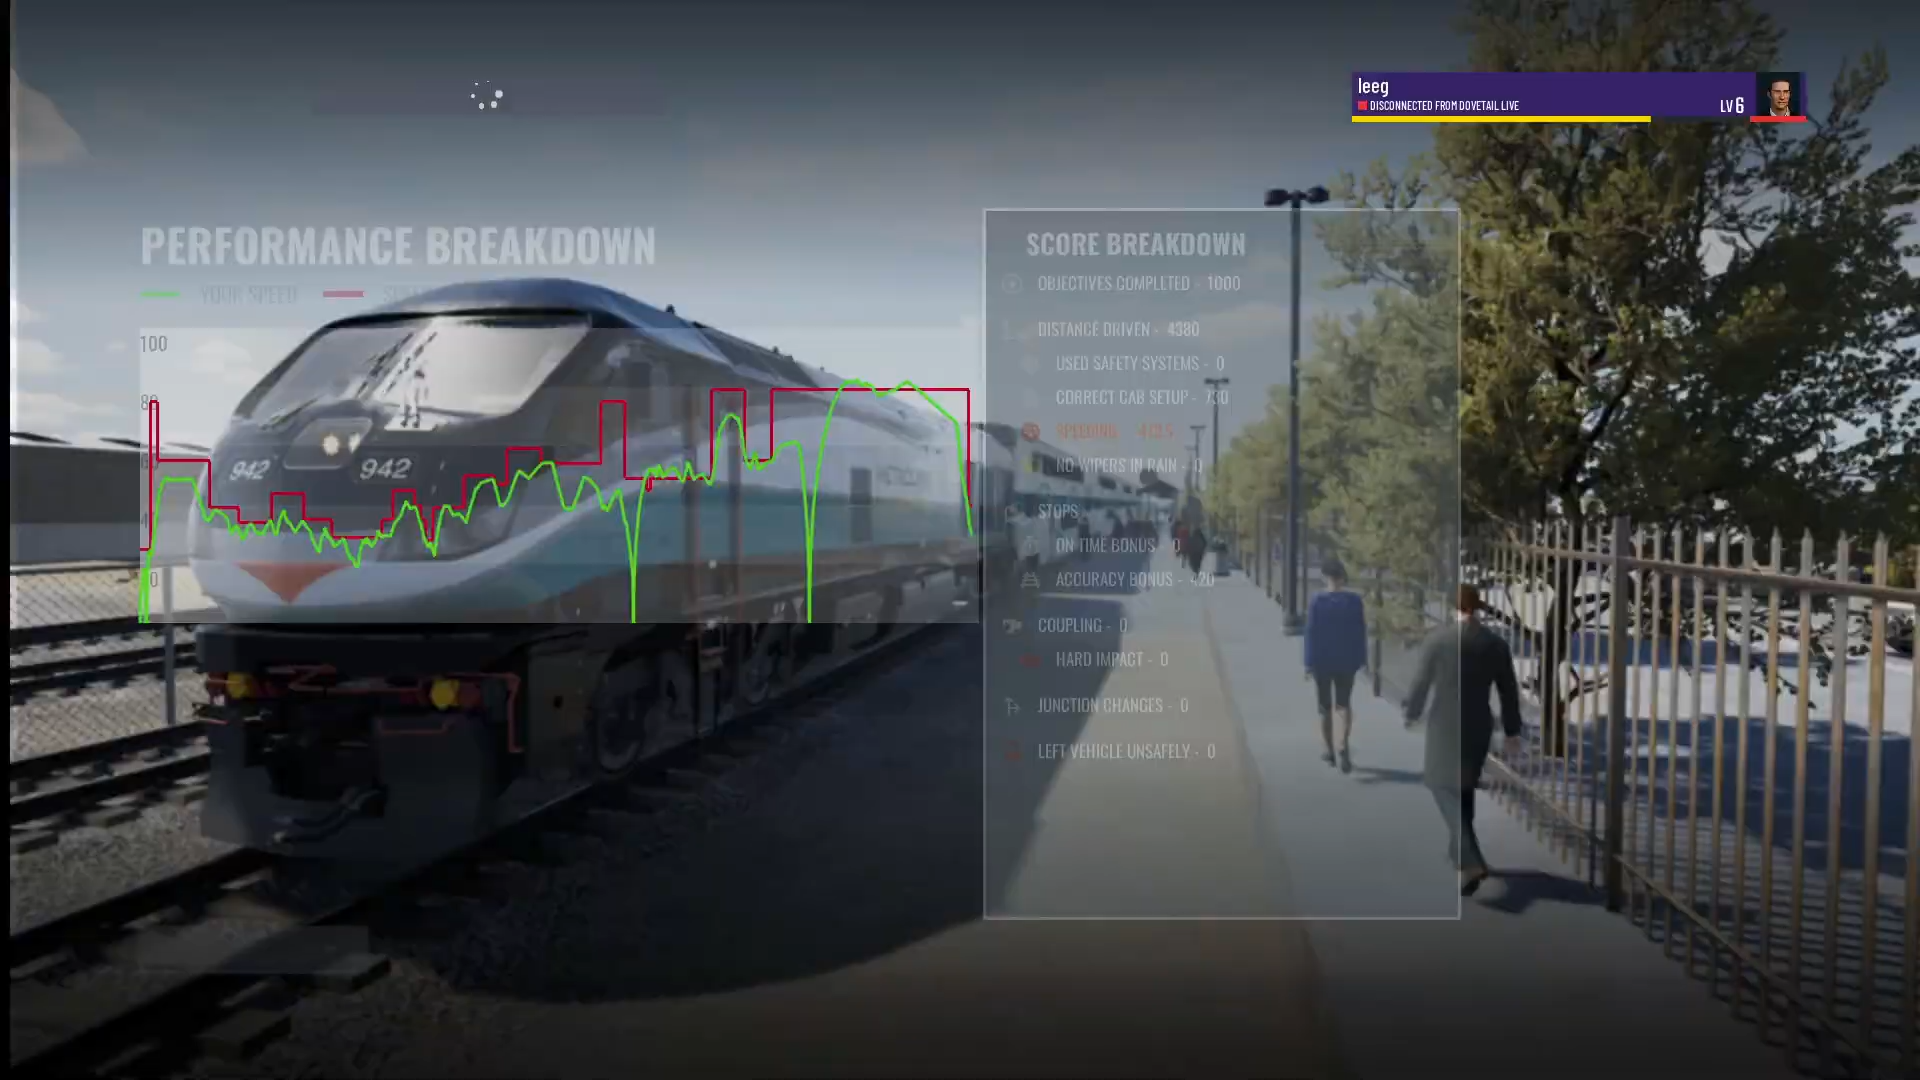 leeg
DISCONNECTED FROM DOVETAIL LIVE
LV 6
PERFORMANCE BREAKDOWN
YOUR SPEED
100
80
942
942
SCORE BREAKDOWN
OBJECTIVES COMPLETED - 1000
DISTANCE DRIVEN - 4380
USED SAFETY SYSTEMS - 0
CORRECT CAB SETUP - 730
SPEEDING
NO WIPERS IN RAIN - 0
STOPS
ON TIME BONUS - 0
ACCURACY BONUS - 420
COUPLING - 0
HARD IMPACT - 0
JUNCTION CHANGES - 0
LEFT VEHICLE UNSAFELY - 0